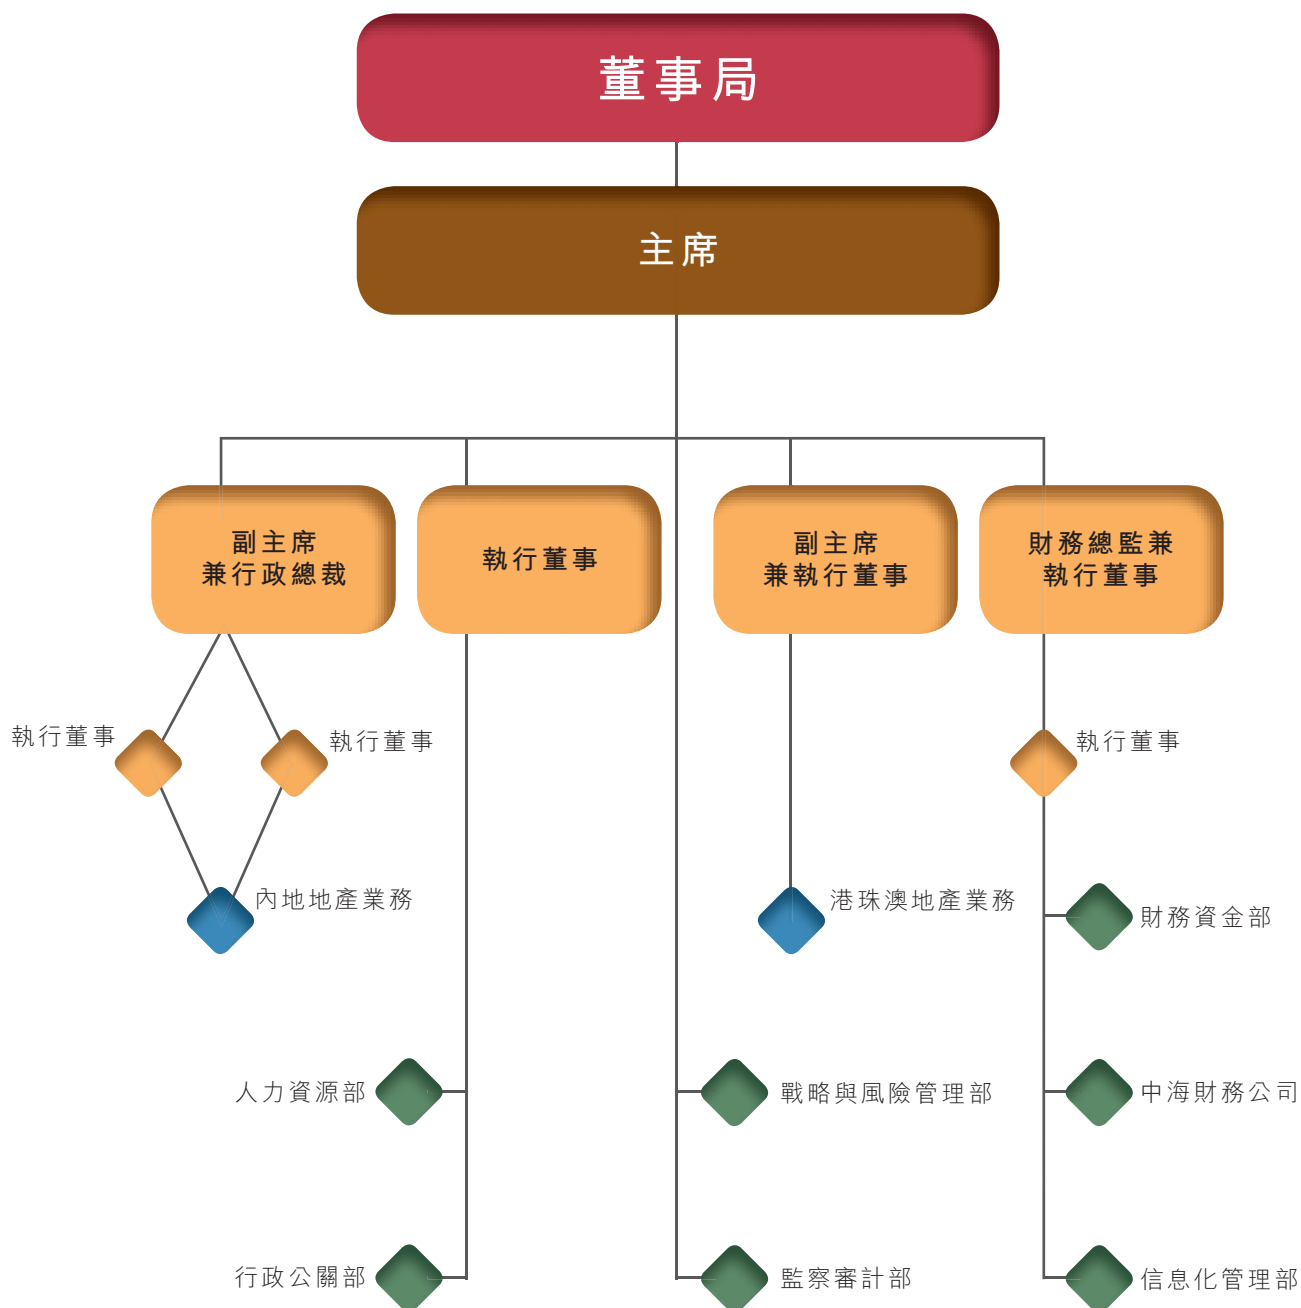 董事局
主席
副主席
兼行政總裁
執行董事
副主席
兼執行董事
財務總監兼
執行董事
執行董事
執行董事
執行董事
內地地產業務
港珠澳地產業務
財務資金部
人力資源部
戰略與風險管理部
中海財務公司
行政公關部
監察審計部
信息化管理部